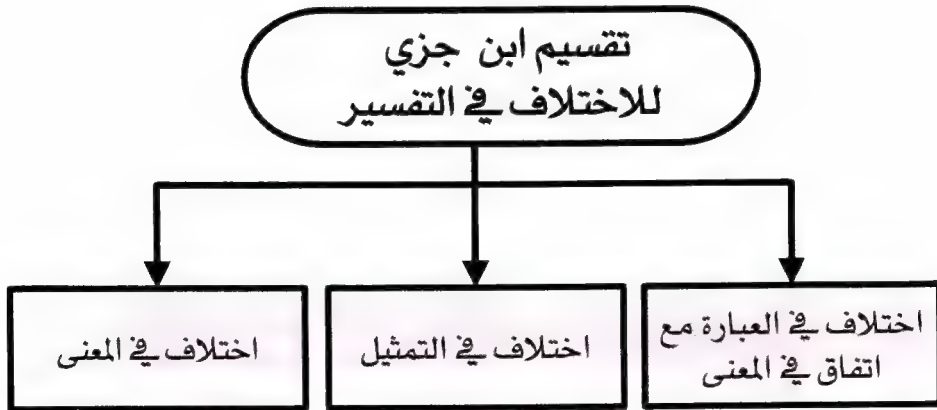 تقسيم ابن جزي
للاختلاف في التفسير
اختلاف في العبارة مع
اتفاق في المعنى
اختلاف في التمثيل
اختلاف في المعنى